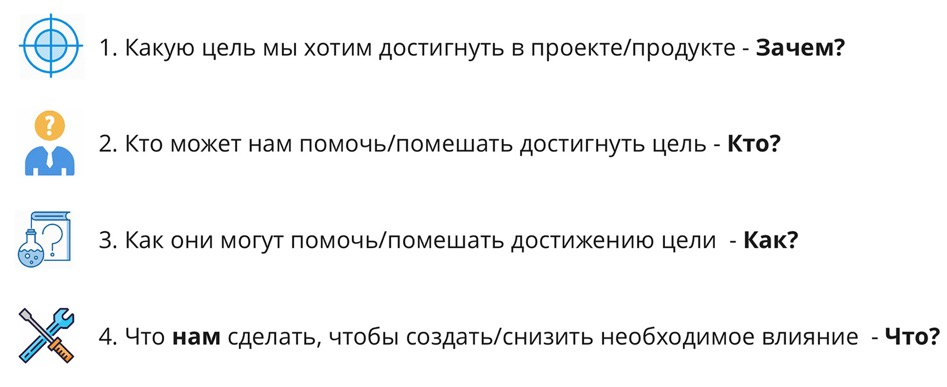 1. Какую цель мы хотим достигнуть в проекте/продукте - Зачем?
2. Кто может нам помочь/помешать достигнуть цель - Кто?
3. Как они могут помочь/помешать достижению цели - Как?
4. Что нам сделать, чтобы создать/снизить необходимое влияние - Что?